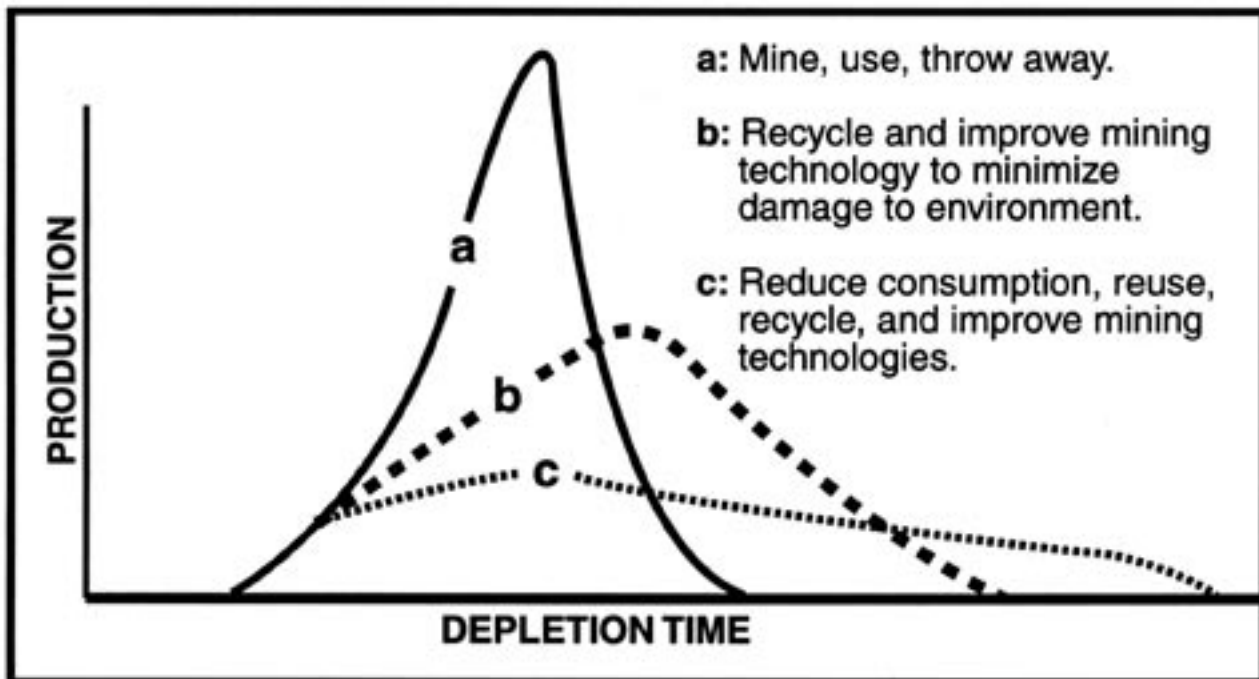 a: Mine, use, throw away.
b: Recycle and improve mining
technology to minimize
damage to environment.
c: Reduce consumption, reuse,
recycle, and improve mining
technologies.
PRODUCTION
a
b
c
DEPLETION TIME